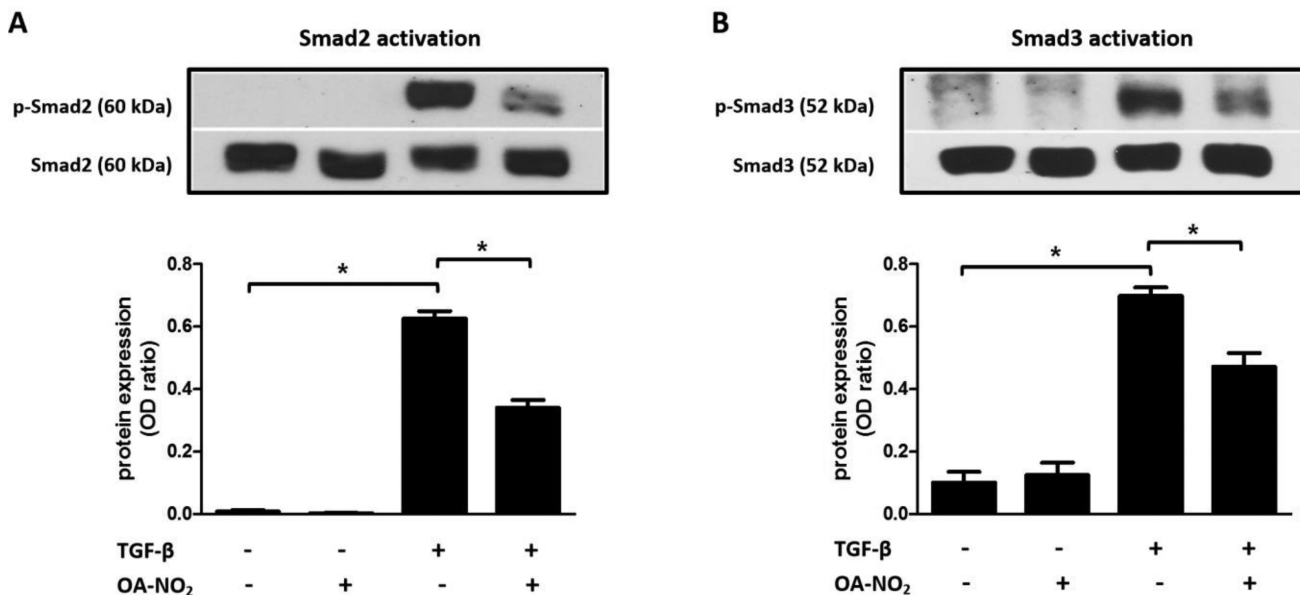 A
Smad2 activation
p-Smad2 (60 kDa)
Smad2 (60 kDa)
protein expression
(OD ratio)
0.8
0.6
0.4
0.2
0.0
*
*
TGF-β - - + +
OA-NO₂ - + - +
B
Smad3 activation
p-Smad3 (52 kDa)
Smad3 (52 kDa)
protein expression
(OD ratio)
0.8
0.6
0.4
0.2
0.0
*
*
TGF-β - - + +
OA-NO₂ - + - +